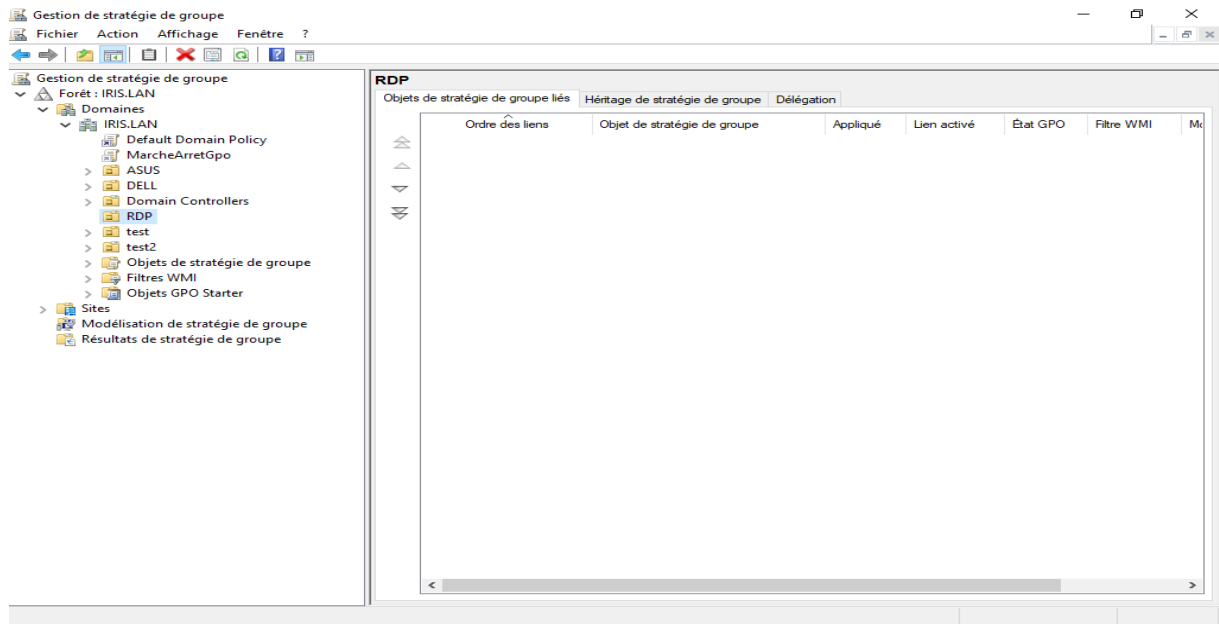 Gestion de stratégie de groupe
Fichier Action Affichage Fenêtre ?
Gestion de stratégie de groupe
Forêt : IRIS.LAN
Domaines
IRIS.LAN
Default Domain Policy
MarcheArretGpo
ASUS
DELL
Domain Controllers
RDP
test
test2
Objets de stratégie de groupe
Filtres WMI
Objets GPO Starter
Sites
Modélisation de stratégie de groupe
Résultats de stratégie de groupe
RDP
Objets de stratégie de groupe liés Héritage de stratégie de groupe Délégation
Ordre des liens Objet de stratégie de groupe Appliqué Lien activé État GPO Filtre WMI